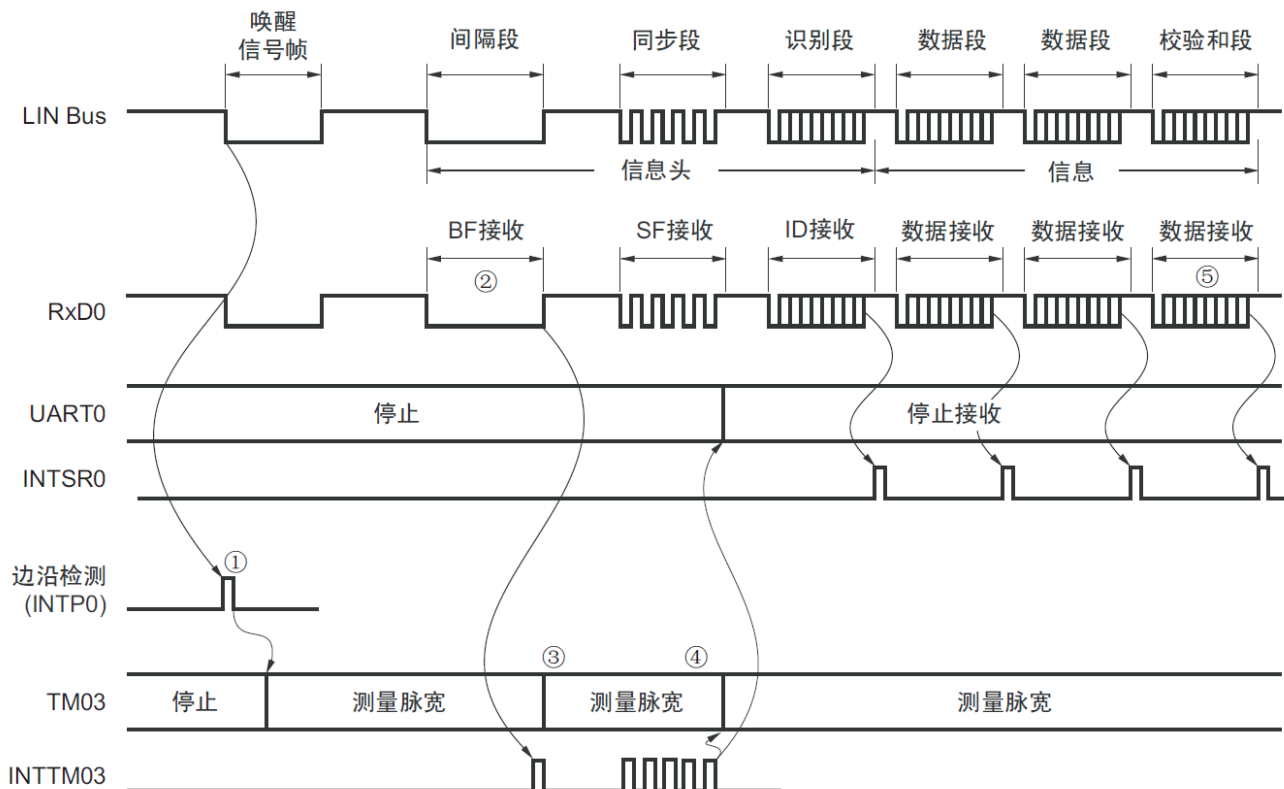 唤醒
信号帧
间隔段
同步段
识别段
数据段
数据段
校验和段
LIN Bus
信息头
信息
BF接收
SF接收
ID接收
数据接收
数据接收
数据接收
②
⑤
RxD0
UART0
停止
停止接收
INTSR0
①
边沿检测
(INTP0)
③
④
TM03
停止
测量脉宽
测量脉宽
测量脉宽
INTTM03